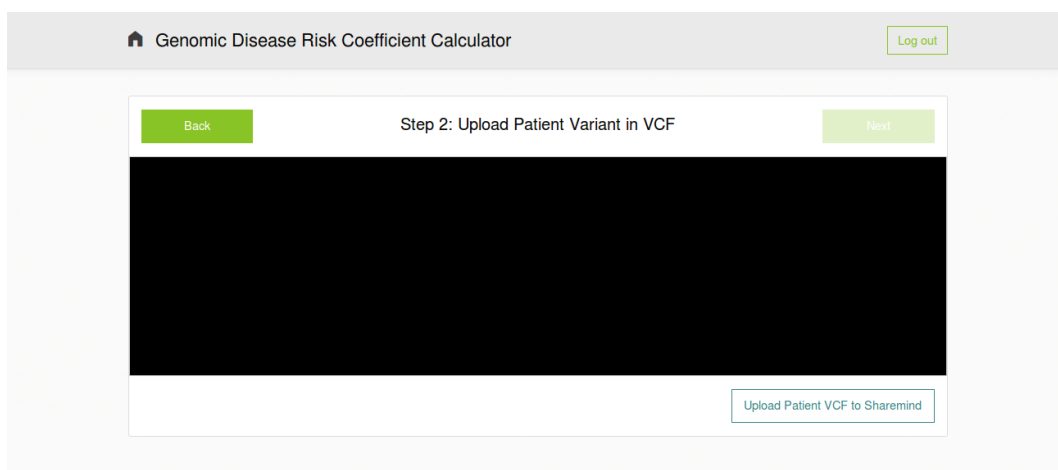 Genomic Disease Risk Coefficient Calculator
Log out
Back
Step 2: Upload Patient Variant in VCF
Next
Upload Patient VCF to Sharemind